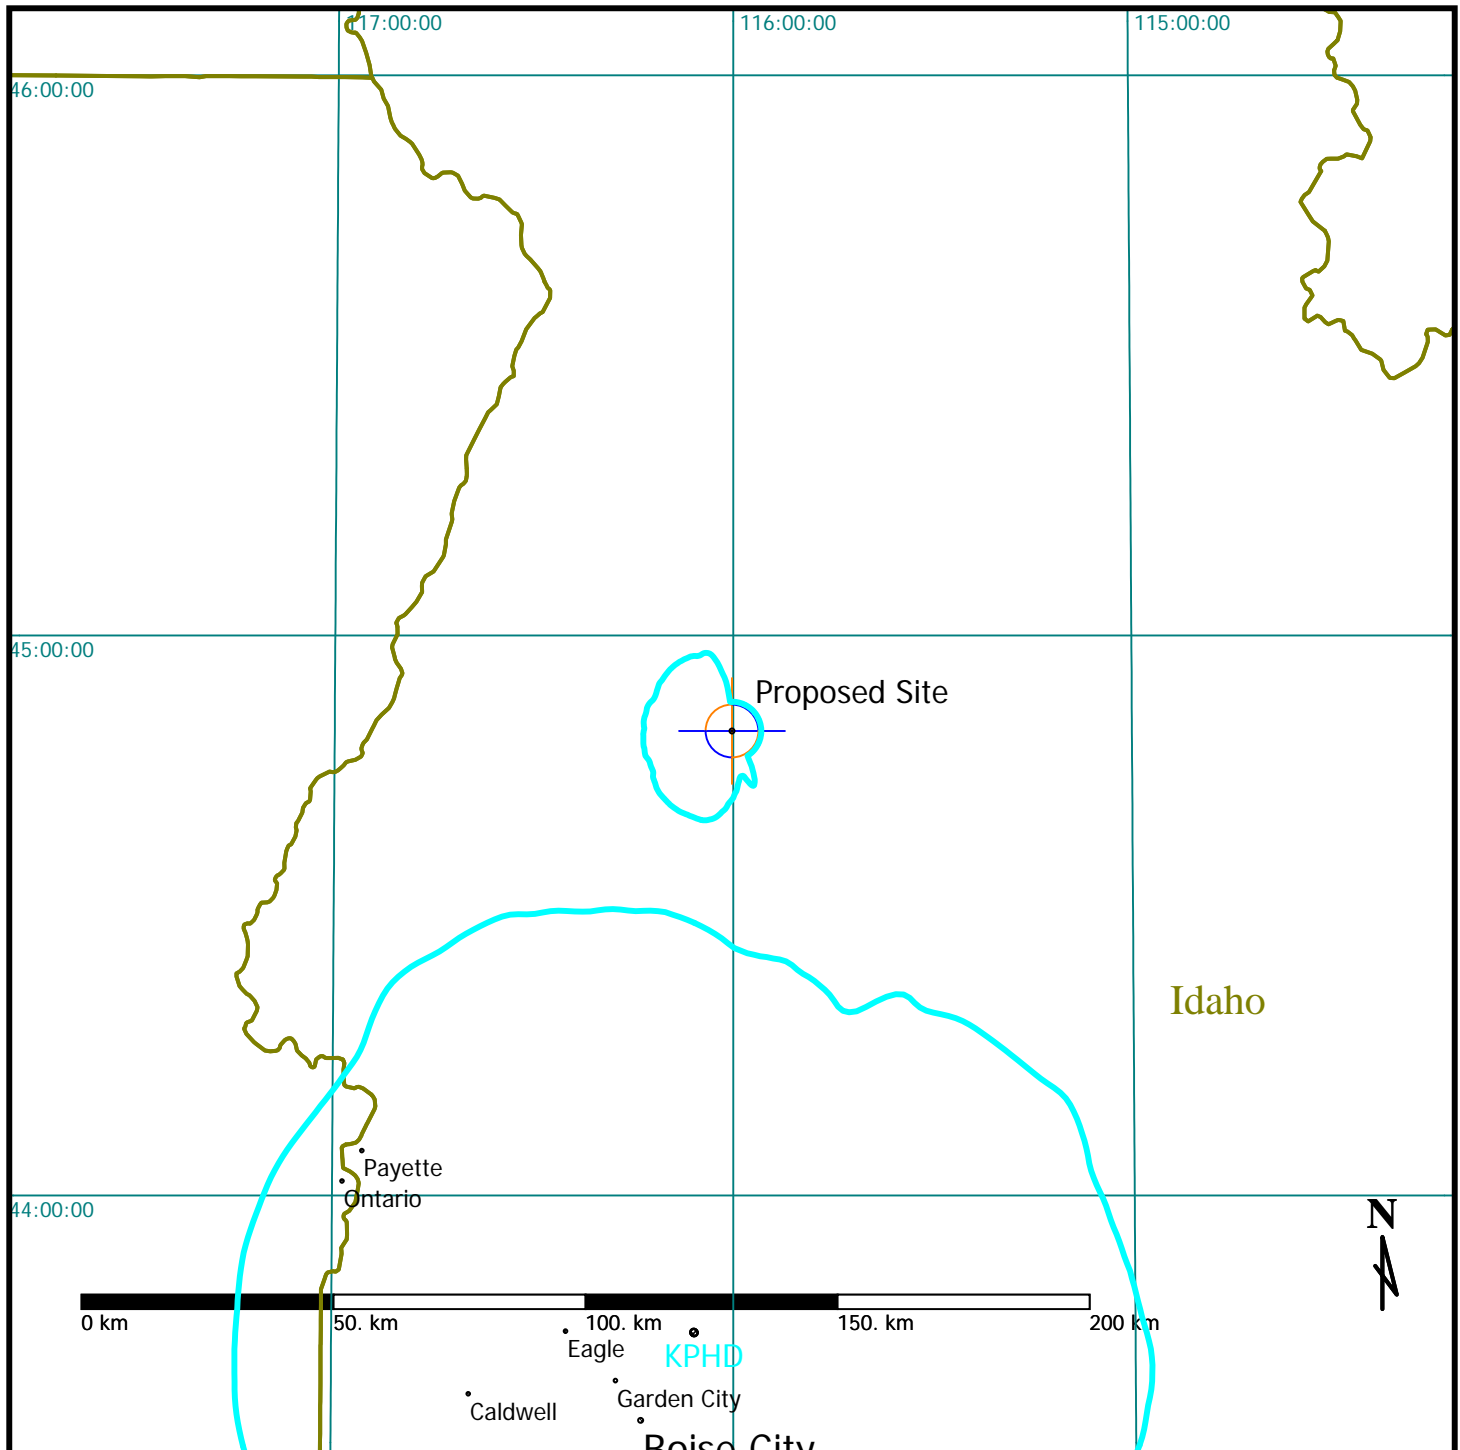 117:00:00
116:00:00
115:00:00
46:00:00
45:00:00
Proposed Site
Idaho
Payette
Ontario
44:00:00
N
0 km
50. km
100. km
150. km
200 km
Eagle
KPHD
Garden City
Caldwell
Boise City